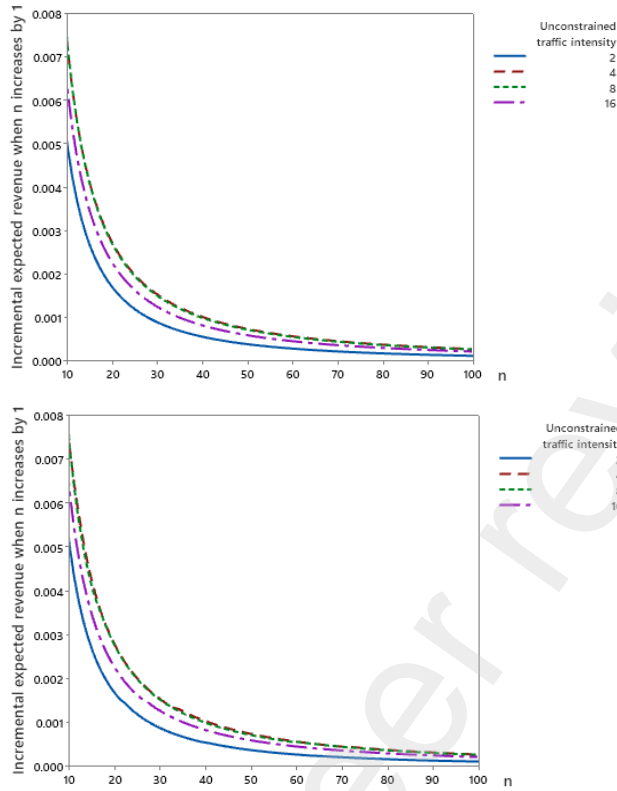 Incremental expected revenue when n increases by 1
0.008
0.007
0.006
0.005
0.004
0.003
0.002
0.001
0.000
10 20 30 40 50 60 70 80 90 100 n
Unconstrained
traffic intensity
2
4
8
16
Incremental expected revenue when n increases by 1
0.008
0.007
0.006
0.005
0.004
0.003
0.002
0.001
0.000
10 20 30 40 50 60 70 80 90 100 n
Unconstrained
traffic intensit
1
er revi